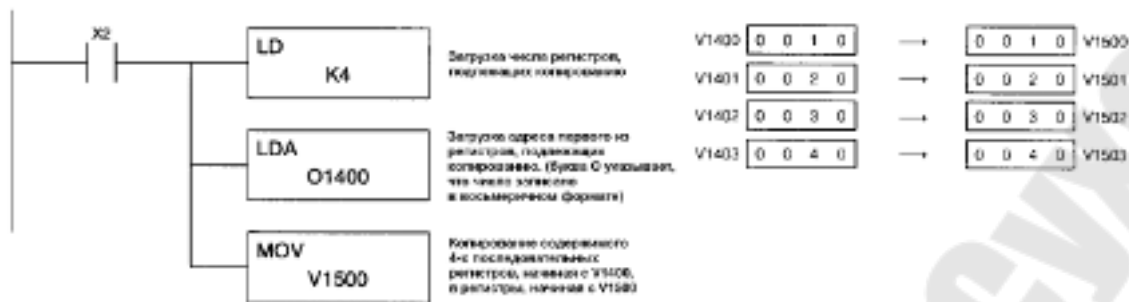 X2
LD
K4
Загрузка числа регистров,
подлежащих копированию
LDA
O1400
Загрузка адреса первого из
регистров, подлежащих
копированию. (Буква O указывает,
что число записано
в восьмеричном формате)
MOV
V1500
Копирование содержимого
4-х последовательных
регистров, начиная с V1400,
в регистры, начиная с V1500
V1400 0 0 1 0 → 0 0 1 0 V1500
V1401 0 0 2 0 → 0 0 2 0 V1501
V1402 0 0 3 0 → 0 0 3 0 V1502
V1403 0 0 4 0 → 0 0 4 0 V1503